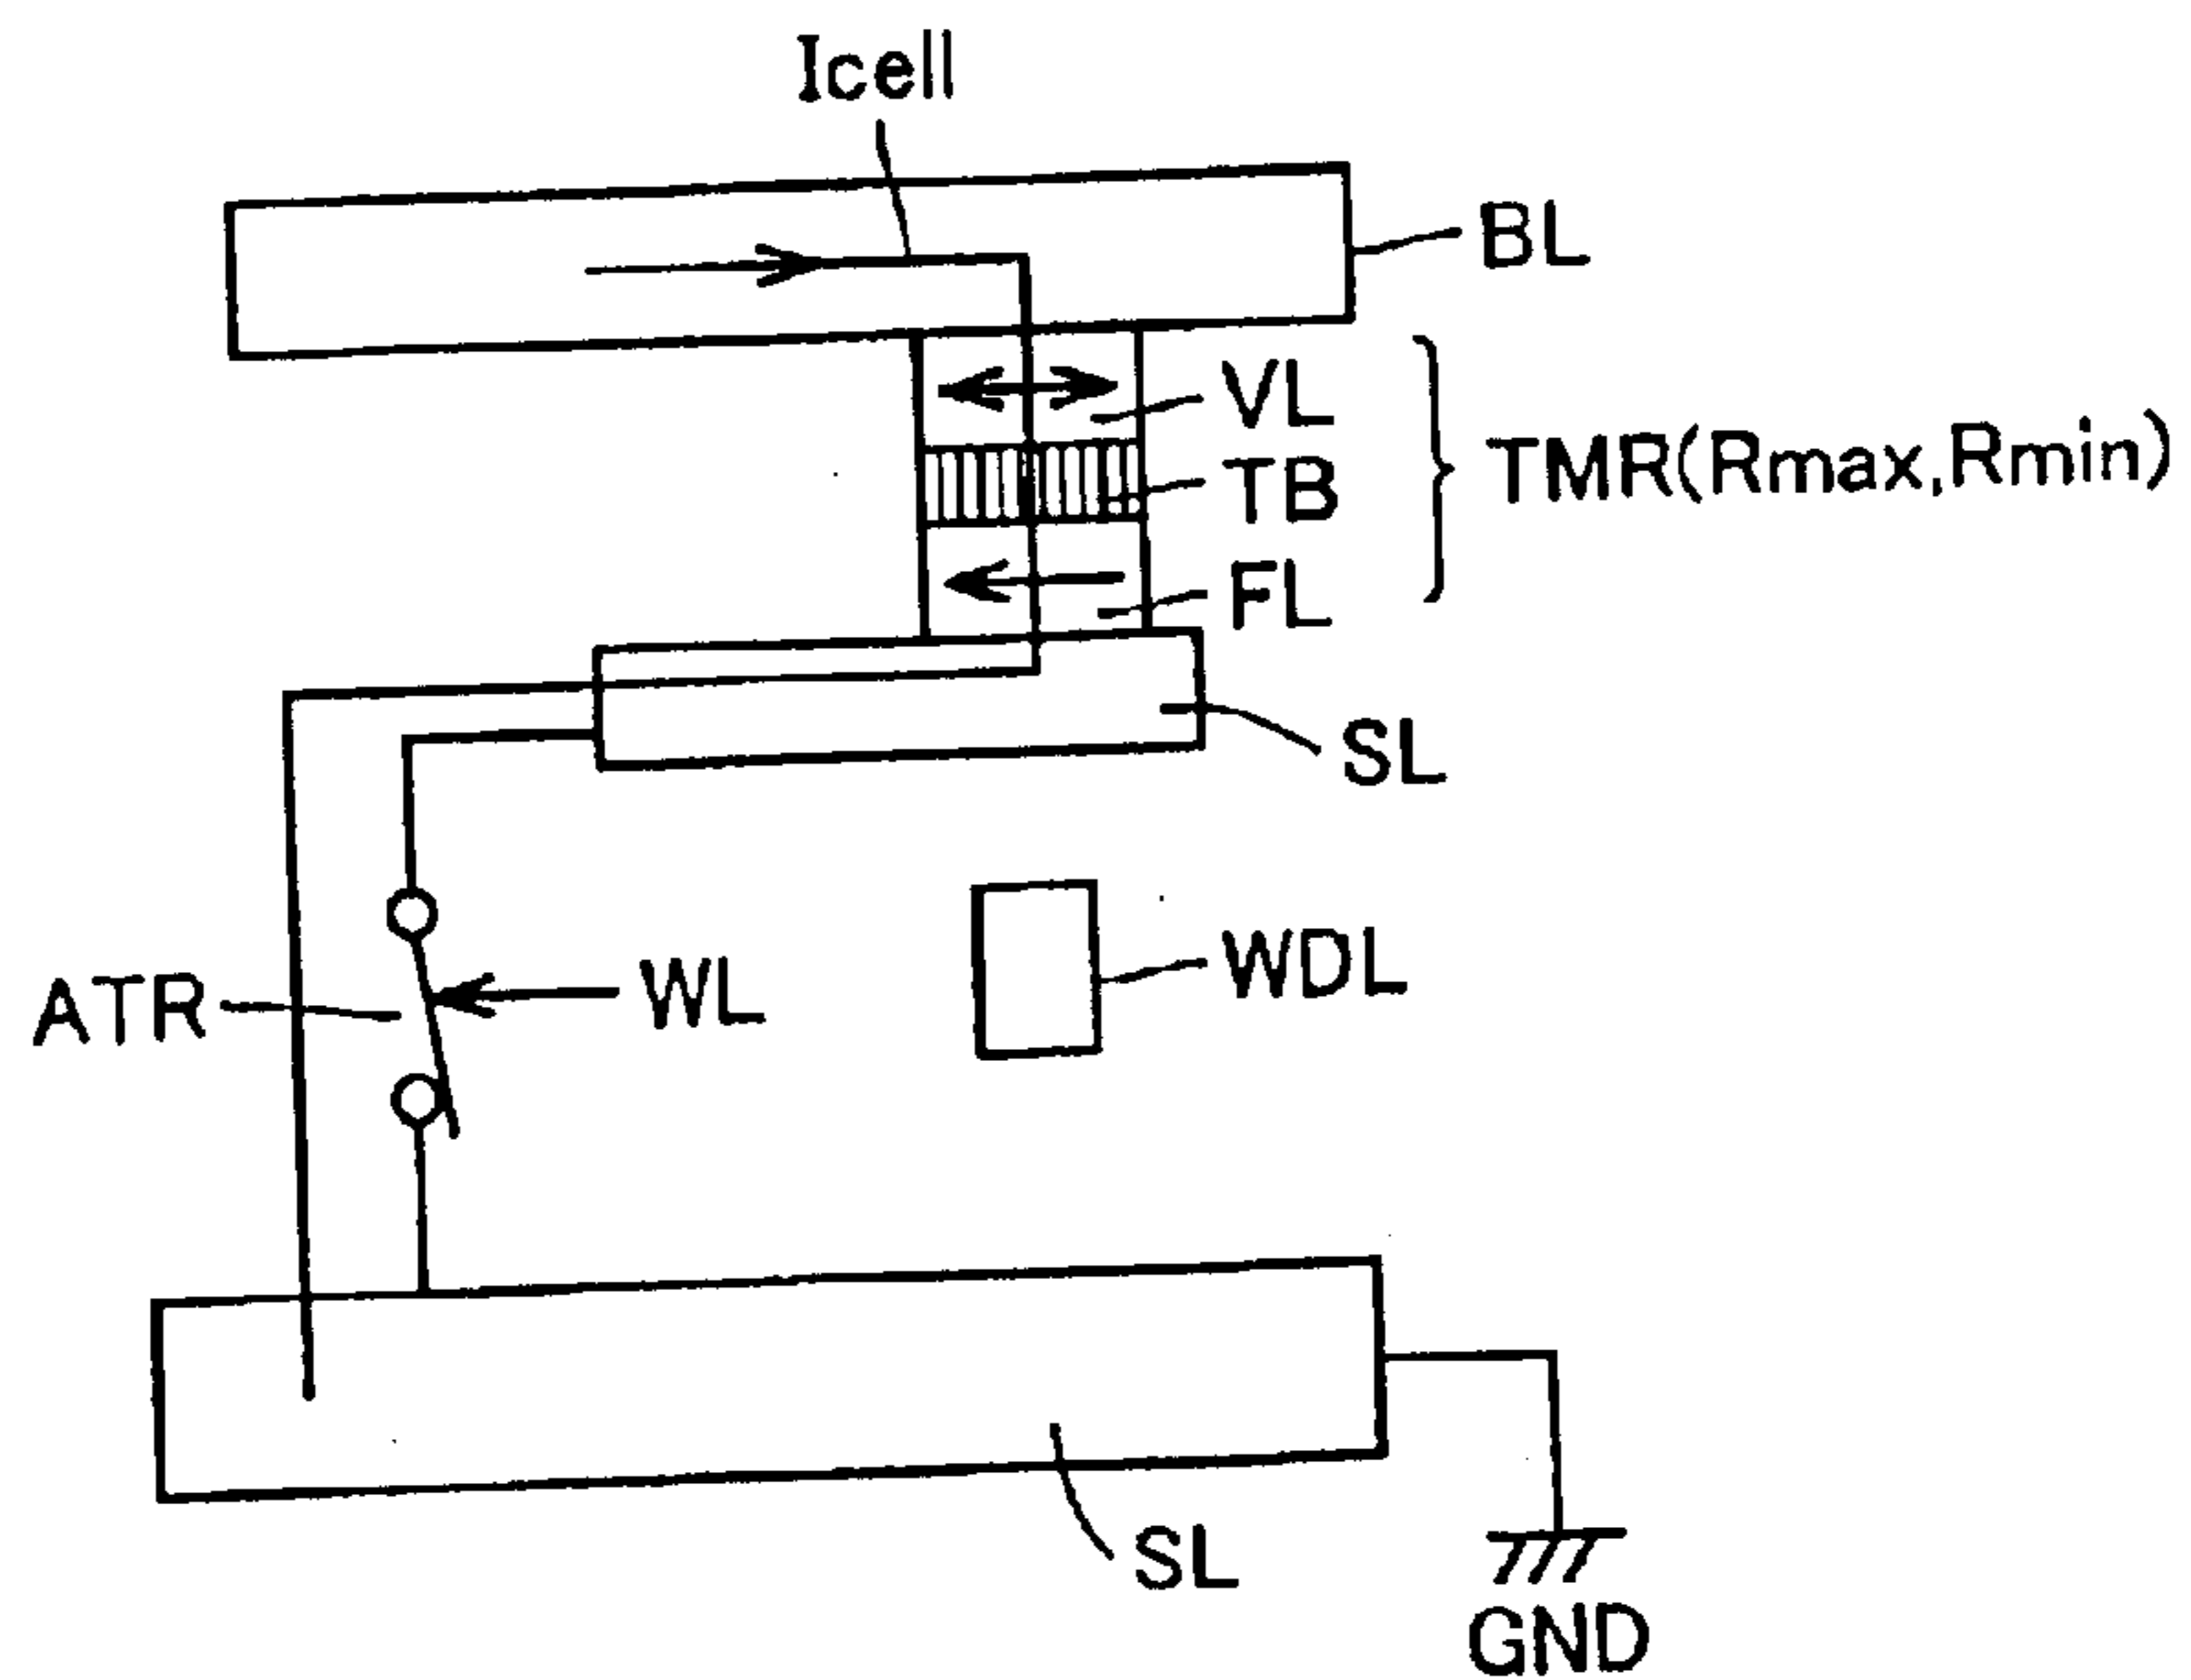 Icell
BL
VL
TB
TMR(Rmax,Rmin)
FL
SL
ATR
WL
WDL
SL
GND